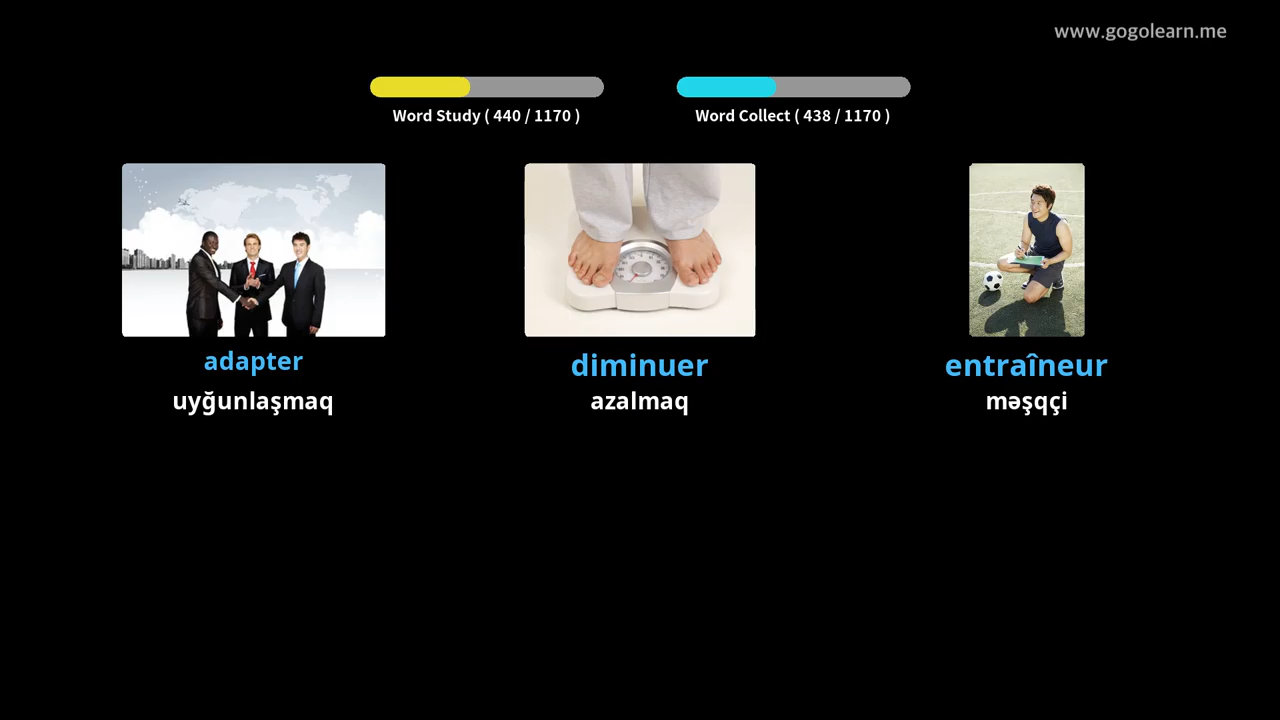 www.gogolearn.me
Word Study ( 440 / 1170 )
Word Collect ( 438 / 1170 )
adapter
uyğunlaşmaq
diminuer
azalmaq
entraîneur
məşqçi